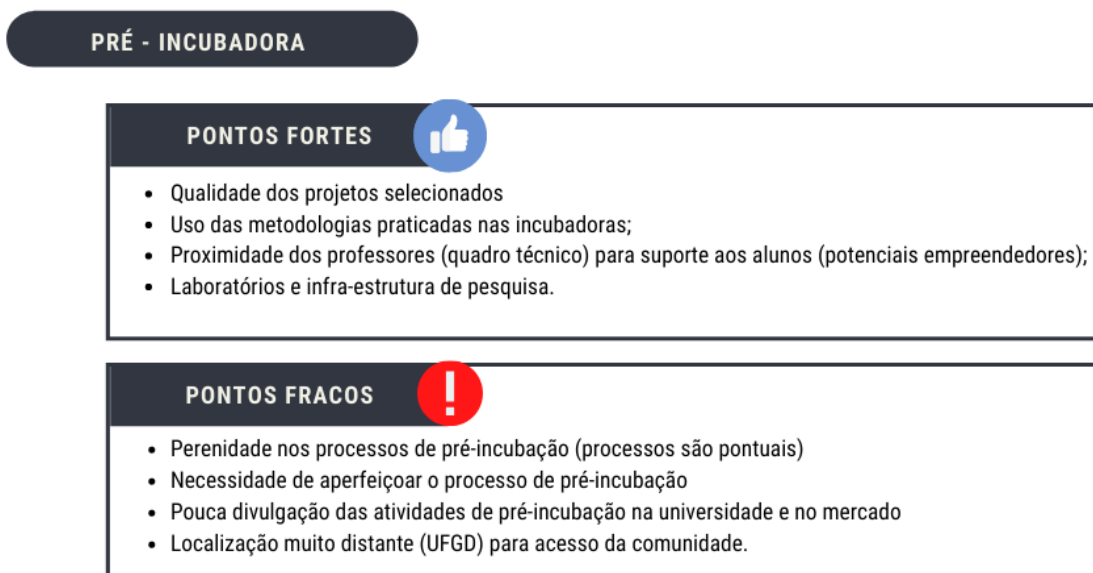 PRÉ - INCUBADORA
PONTOS FORTES
• Qualidade dos projetos selecionados
• Uso das metodologias praticadas nas incubadoras;
• Proximidade dos professores (quadro técnico) para suporte aos alunos (potenciais empreendedores);
• Laboratórios e infra-estrutura de pesquisa.
PONTOS FRACOS
• Perenidade nos processos de pré-incubação (processos são pontuais)
• Necessidade de aperfeiçoar o processo de pré-incubação
• Pouca divulgação das atividades de pré-incubação na universidade e no mercado
• Localização muito distante (UFGD) para acesso da comunidade.